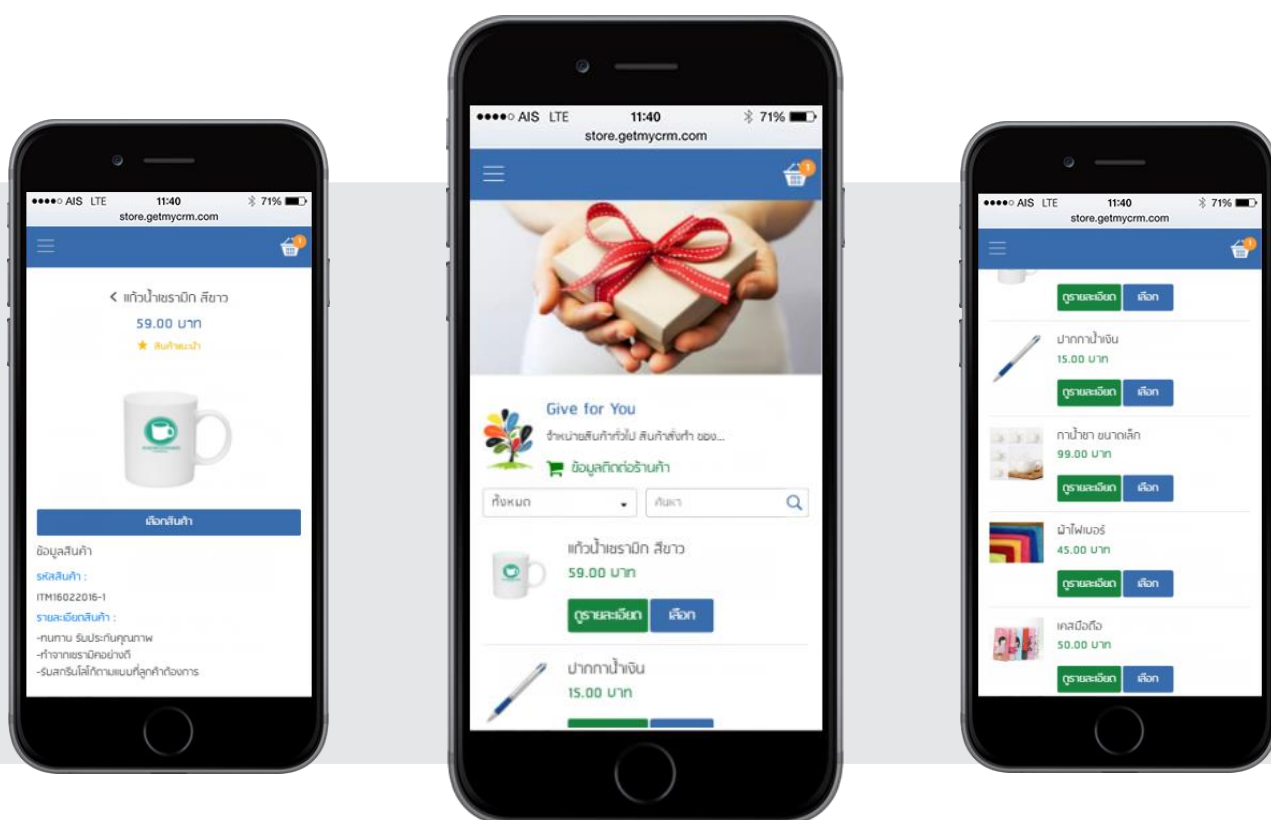 AIS LTE 11:40 71%
store.getmycrm.com
1
แก้วน้ำเซรามิก สีขาว
59.00 บาท
สินค้าแนะนำ
เลือกสินค้า
ข้อมูลสินค้า
รหัสสินค้า :
ITM16022016-1
รายละเอียดสินค้า :
-ทนทาน รับประกันคุณภาพ
-ทำจากเซรามิคอย่างดี
-รับสกรีนโลโก้ตามแบบที่ลูกค้าต้องการ
AIS LTE 11:40 71%
store.getmycrm.com
1
Give for You
จำหน่ายสินค้าทั่วไป สินค้าสั่งทำ ของ...
ข้อมูลติดต่อร้านค้า
ทั้งหมด ค้นหา
แก้วน้ำเซรามิก สีขาว
59.00 บาท
ดูรายละเอียด เลือก
ปากกาน้ำเงิน
15.00 บาท
AIS LTE 11:40 71%
store.getmycrm.com
1
ดูรายละเอียด เลือก
ปากกาน้ำเงิน
15.00 บาท
ดูรายละเอียด เลือก
กาน้ำชา ขนาดเล็ก
99.00 บาท
ดูรายละเอียด เลือก
ผ้าไฟเบอร์
45.00 บาท
ดูรายละเอียด เลือก
เคสมือถือ
50.00 บาท
ดูรายละเอียด เลือก